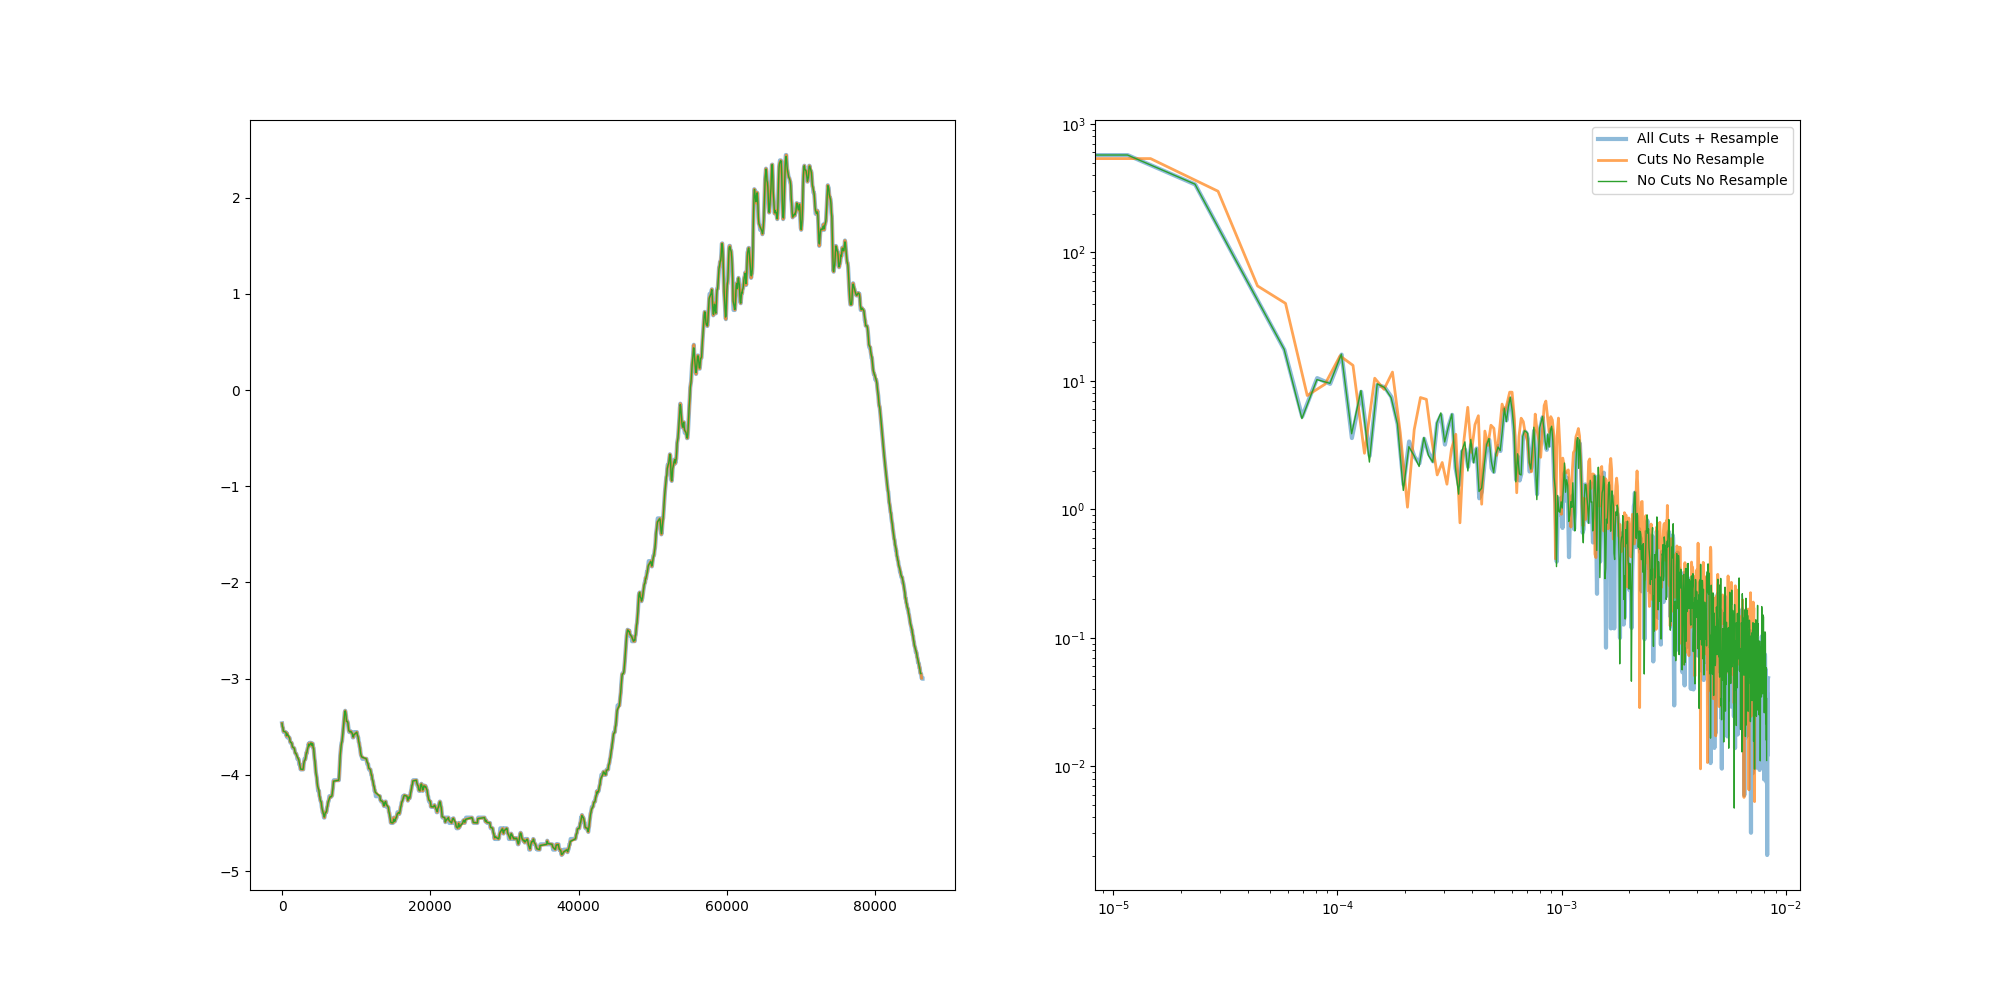 2
1
0
−1
−2
−3
−4
−5
0 20000 40000 60000 80000
10³
10²
10¹
10⁰
10⁻¹
10⁻²
10⁻⁵ 10⁻⁴ 10⁻³ 10⁻²
All Cuts + Resample
Cuts No Resample
No Cuts No Resample